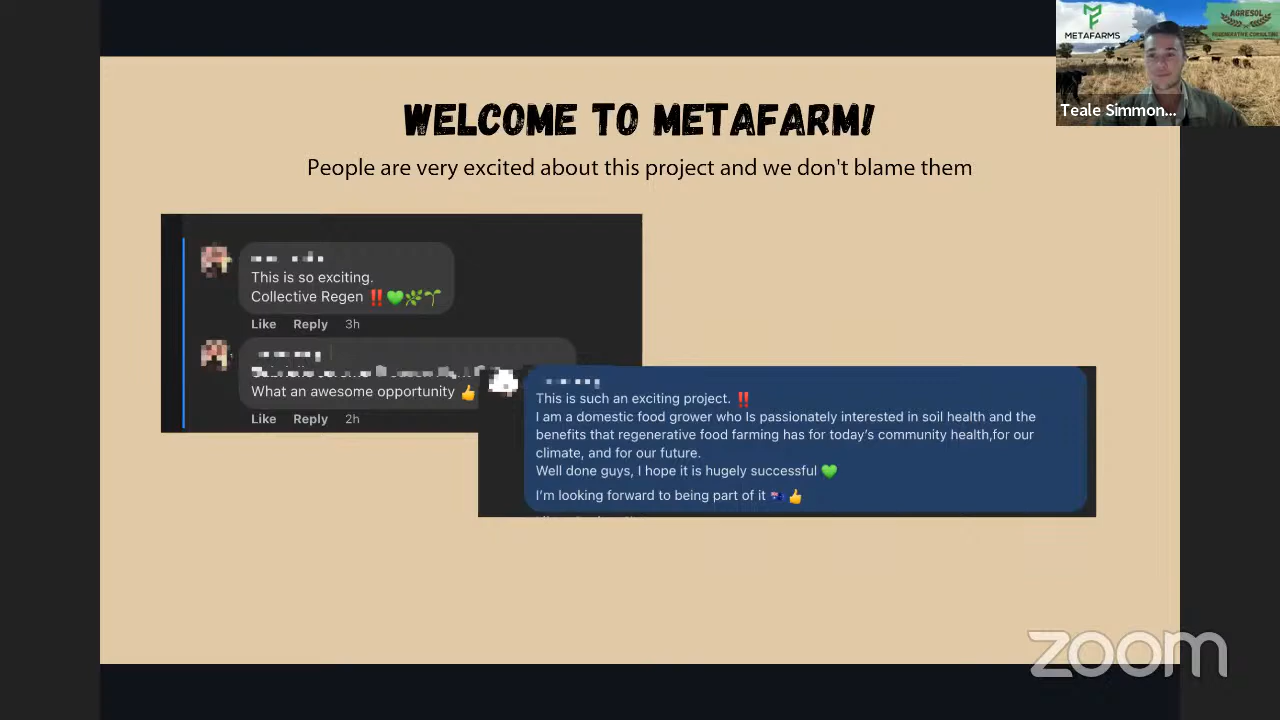 METAFARMS
AGRESOL
Teale Simmon...
WELCOME TO METAFARM!
People are very excited about this project and we don't blame them
This is so exciting.
Collective Regen ‼️💚🌿🌱
Like Reply 3h
What an awesome opportunity 👍
Like Reply 2h
This is such an exciting project. ‼️
I am a domestic food grower who Is passionately interested in soil health and the
benefits that regenerative food farming has for today's community health,for our
climate, and for our future.
Well done guys, I hope it is hugely successful 💚
I'm looking forward to being part of it 🇦🇺 👍
zoom